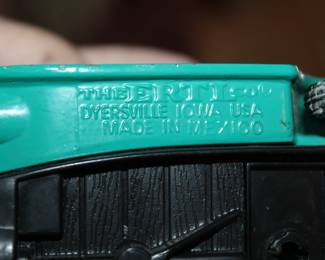 THE ERTL CO.
DYERSVILLE IOWA USA
MADE IN MEXICO